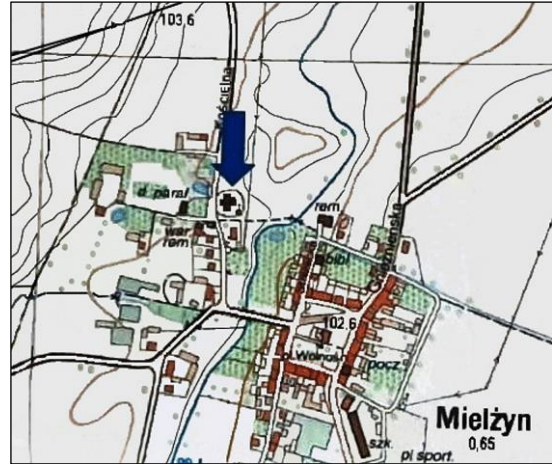 103,6
Kościelna
d. paraf
war
rem
rem
bibl
102,6
pl. Wolności
pocz.
Mielżyn
0,65
szk.
pl sport.